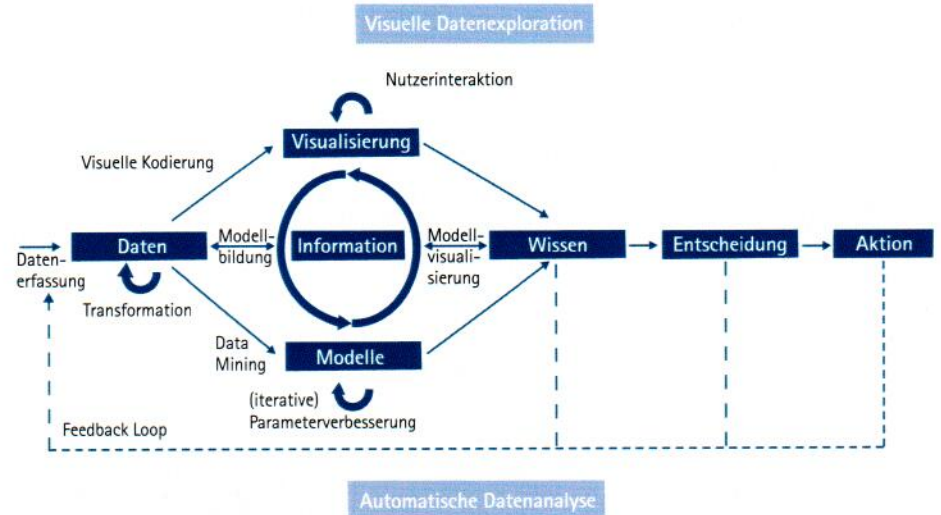 Visuelle Datenexploration
Nutzerinteraktion
Visualisierung
Visuelle Kodierung
Daten
Modell-
bildung
Information
Modell-
visuali-
sierung
Wissen
Entscheidung
Aktion
Daten-
erfassung
Transformation
Data
Mining
Modelle
(iterative)
Parameterverbesserung
Feedback Loop
Automatische Datenanalyse